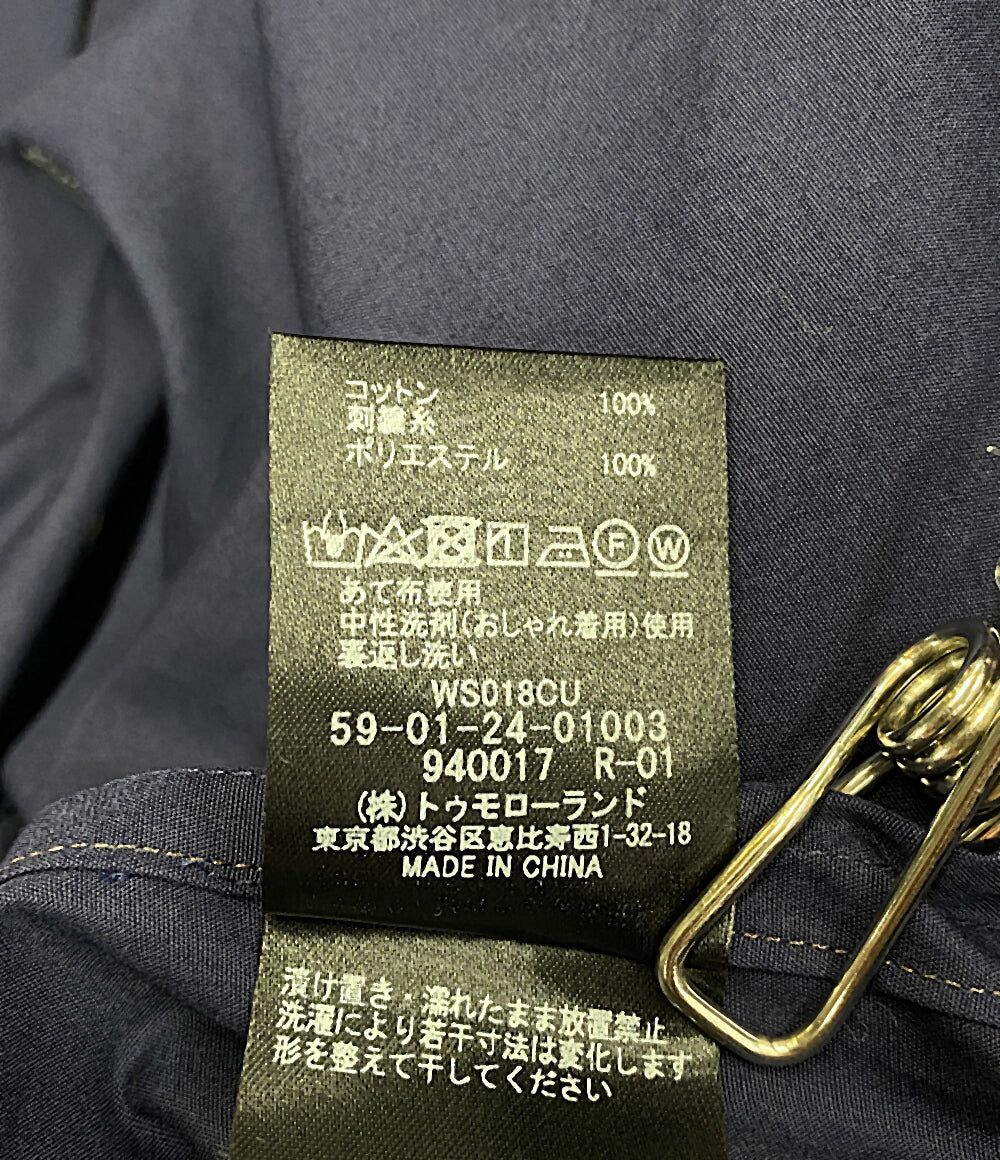 コットン 100%
刺繍糸
ポリエステル 100%
F W
あて布使用
中性洗剤(おしゃれ着用)使用
裏返し洗い
WS018CU
59-01-24-01003
940017 R-01
(株)トゥモローランド
東京都渋谷区恵比寿西1-32-18
MADE IN CHINA
漬け置き・濡れたまま放置禁止
洗濯により若干寸法は変化します
形を整えて干してください